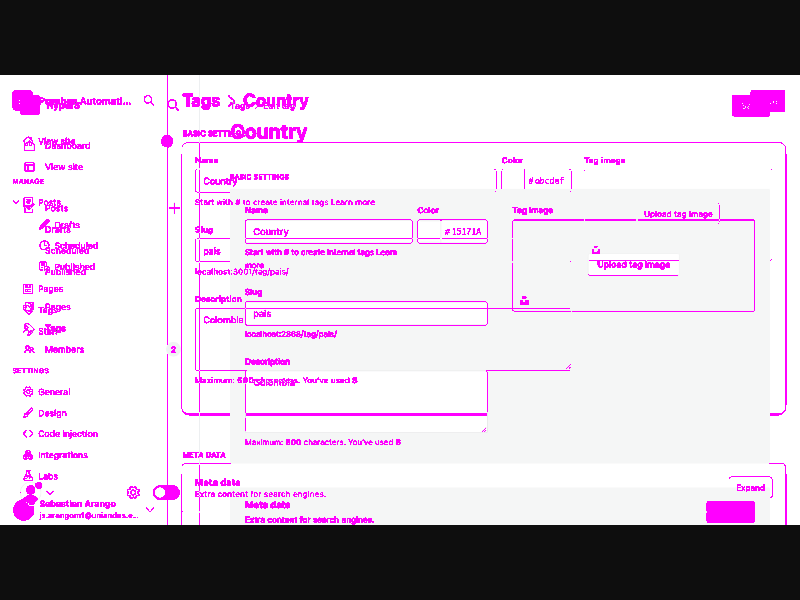 Automati...
Tags > Country
View site
Dashboard
View site
MANAGE
Posts
Posts
Drafts
Drafts
Scheduled
Scheduled
Published
Published
Pages
Pages
Tags
Tags
Members
2
SETTINGS
General
Design
Code injection
Integrations
Labs
Sebastian Arango
js.arangom1@uniandes.e...
Country
BASIC SETTINGS
Name
Color
Tag image
Country
#abcdef
Start with # to create internal tags Learn more
Upload tag image
Slug
pais
localhost:3001/tag/pais/
Description
Colombia
Maximum: 500 characters. You've used 8
BASIC SETTINGS
Name
Color
Tag image
Country
#15171A
Start with # to create internal tags Learn
more
Upload tag image
Slug
pais
localhost:2368/tag/pais/
Description
Colombia
Maximum: 500 characters. You've used 8
META DATA
Meta data
Extra content for search engines.
Expand
Meta data
Extra content for search engines.